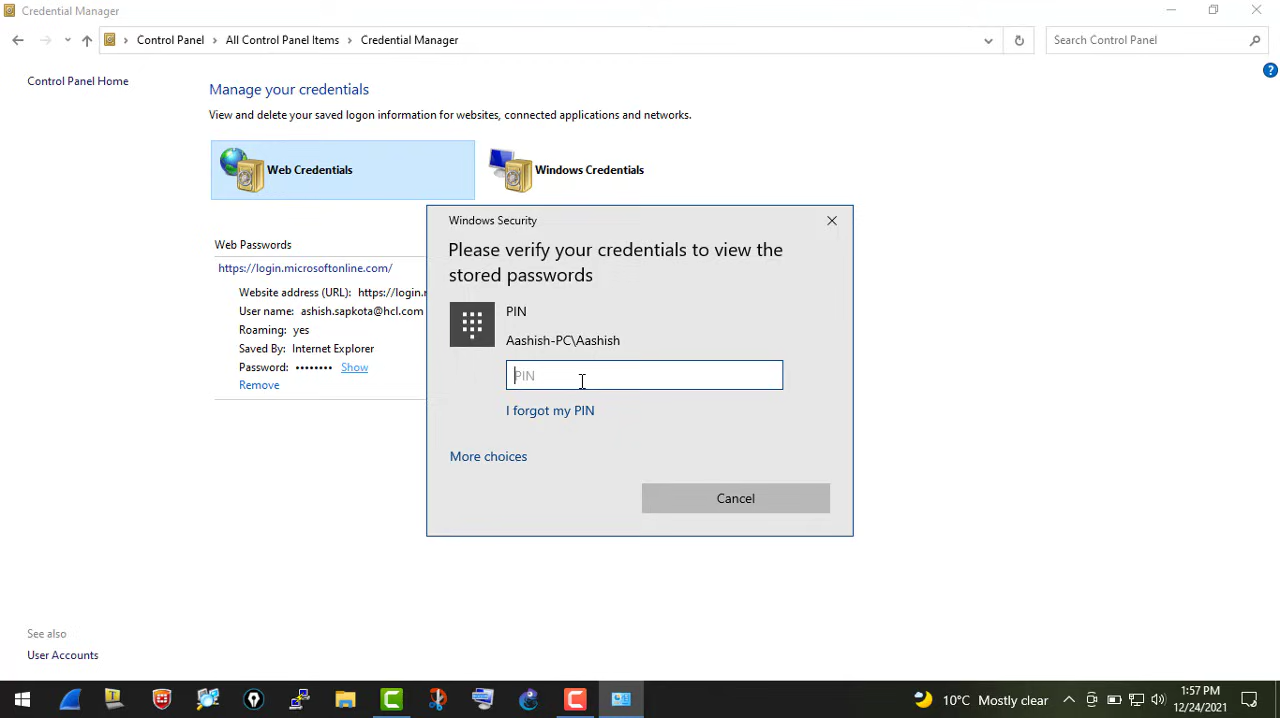 Credential Manager
Control Panel > All Control Panel Items > Credential Manager
Search Control Panel
Control Panel Home
Manage your credentials
View and delete your saved logon information for websites, connected applications and networks.
Web Credentials
Windows Credentials
Web Passwords
https://login.microsoftonline.com/
Website address (URL): https://login.
User name: ashish.sapkota@hcl.com
Roaming: yes
Saved By: Internet Explorer
Password: •••••••• Show
Remove
Windows Security
Please verify your credentials to view the
stored passwords
PIN
Aashish-PC\Aashish
PIN
I forgot my PIN
More choices
Cancel
See also
User Accounts
10°C Mostly clear
1:57 PM
12/24/2021